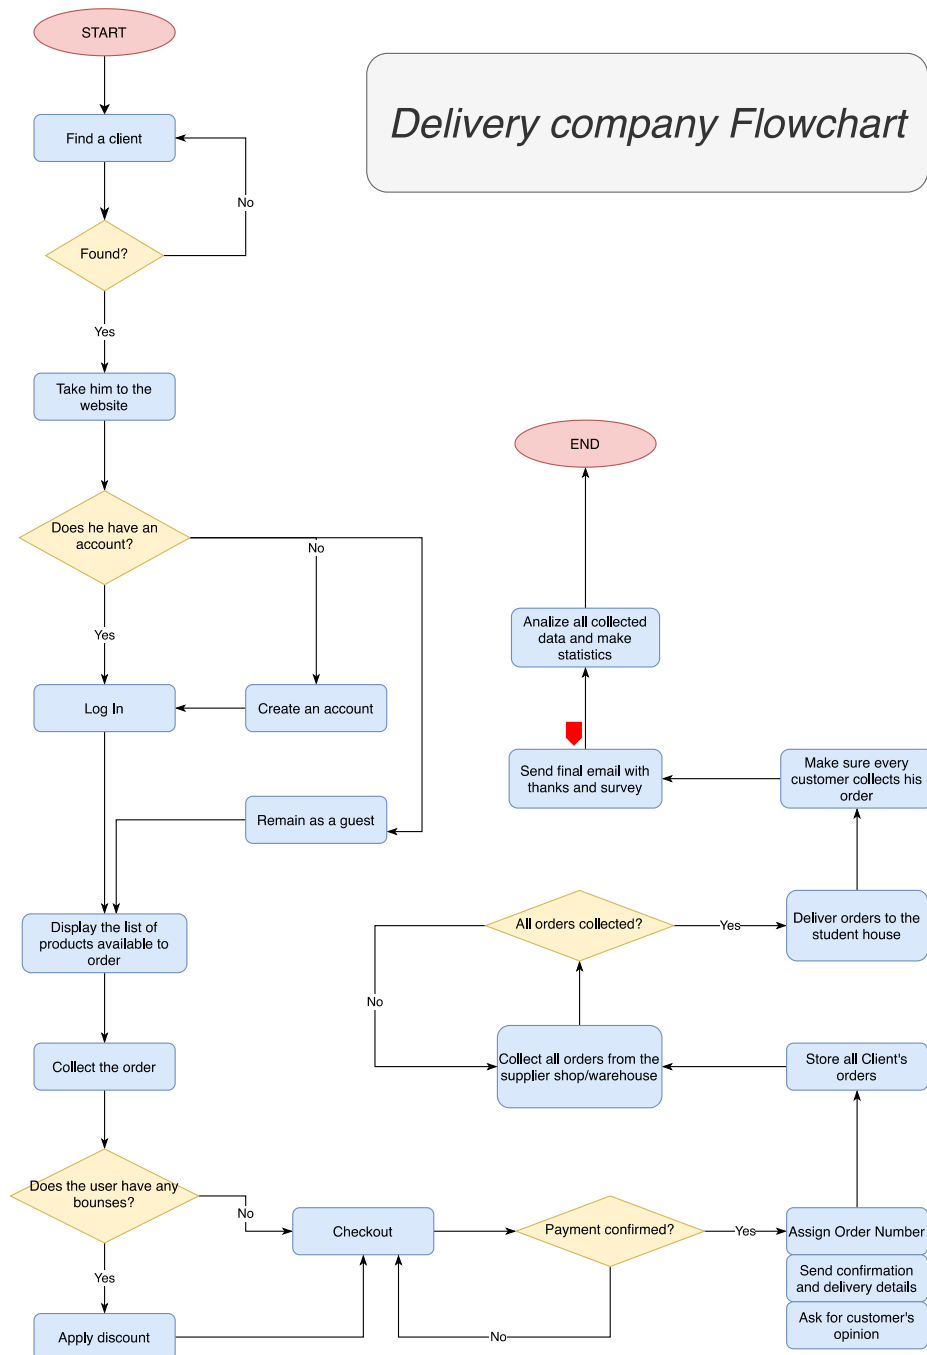 START
Delivery company Flowchart
Find a client
No
Found?
Yes
Take him to the
website
END
Does he have an
account?
No
Yes
Analize all collected
data and make
statistics
Log In
Create an account
Send final email with
thanks and survey
Make sure every
customer collects his
order
Remain as a guest
Display the list of
products available to
order
All orders collected?
Yes
Deliver orders to the
student house
No
Collect the order
Collect all orders from the
supplier shop/warehouse
Store all Client's
orders
Does the user have any
bounses?
No
Checkout
Payment confirmed?
Yes
Assign Order Number
Send confirmation
and delivery details
Ask for customer's
opinion
Yes
Apply discount
No